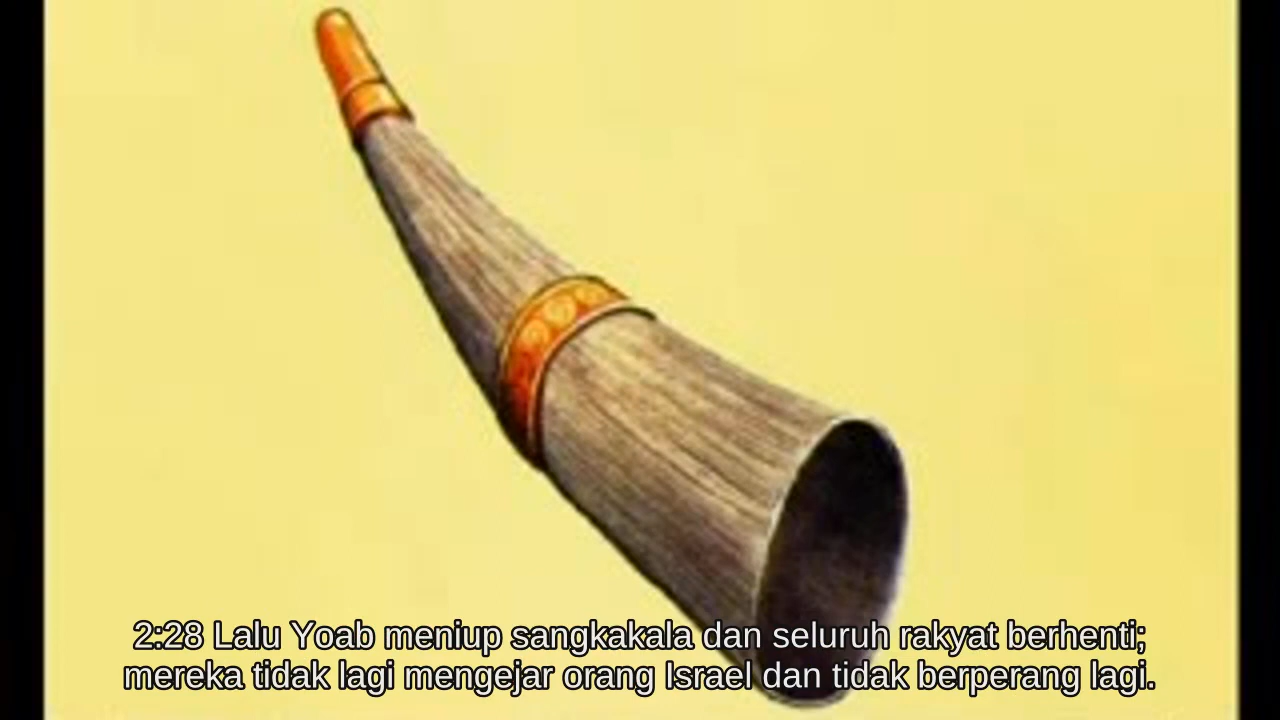 2:28 Lalu Yoab meniup sangkakala dan seluruh rakyat berhenti;
mereka tidak lagi mengejar orang Israel dan tidak berperang lagi.